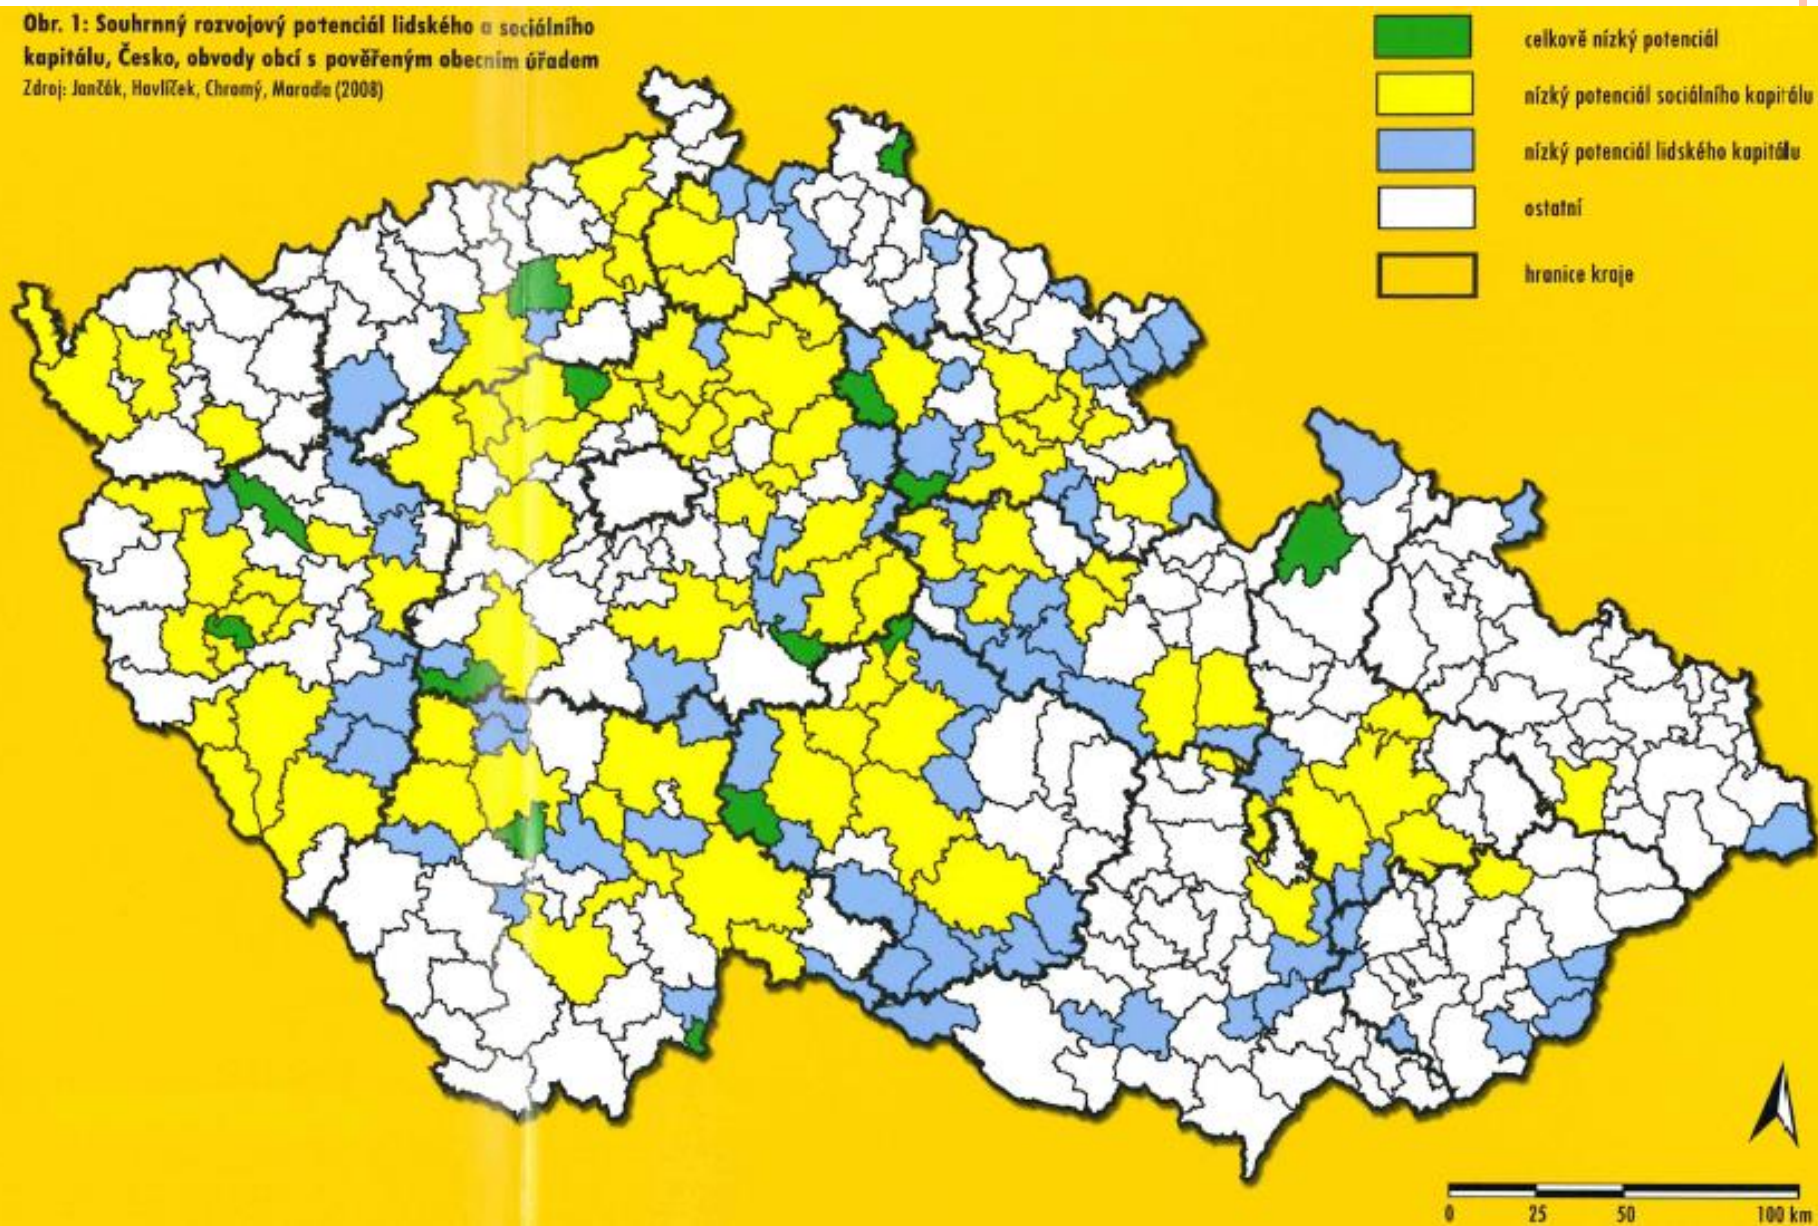 Obr. 1: Souhrnný rozvojový potenciál lidského a sociálního
kapitálu, Česko, obvody obcí s pověřeným obecním úřadem
Zdroj: Jančák, Havlíček, Chromý, Marada (2008)
celkově nízký potenciál
nízký potenciál sociálního kapitálu
nízký potenciál lidského kapitálu
ostatní
hranice kraje
0 25 50 100 km